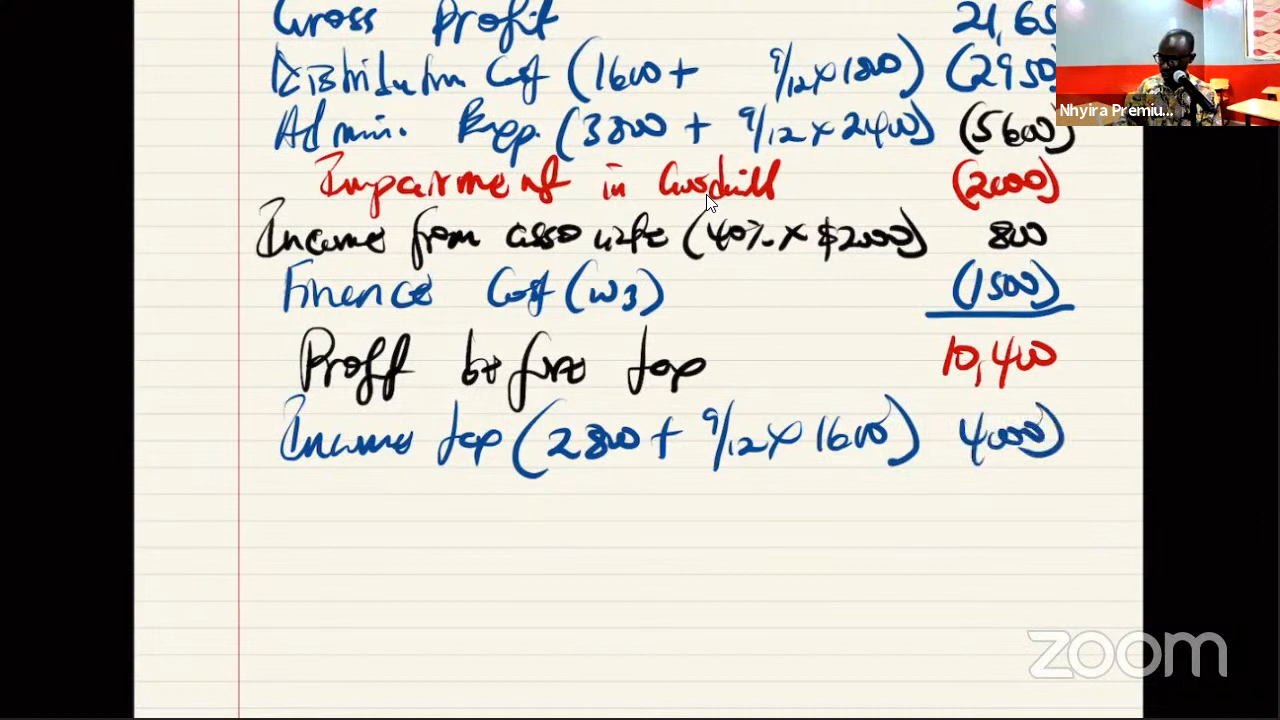 Gross Profit 21,65
Distribution Cost (1600 + 9/12 x 1800) (2950
Admin. Exp. (3800 + 9/12 x 2400) (5600)
Impairment in Goodwill (2000)
Income from associate (40% x $2000) 800
Finance Cost (W3) (1500)
Profit before tax 10,400
Income tax (2800 + 9/12 x 1600) 4000)
Nhyira Premiu...
zoom